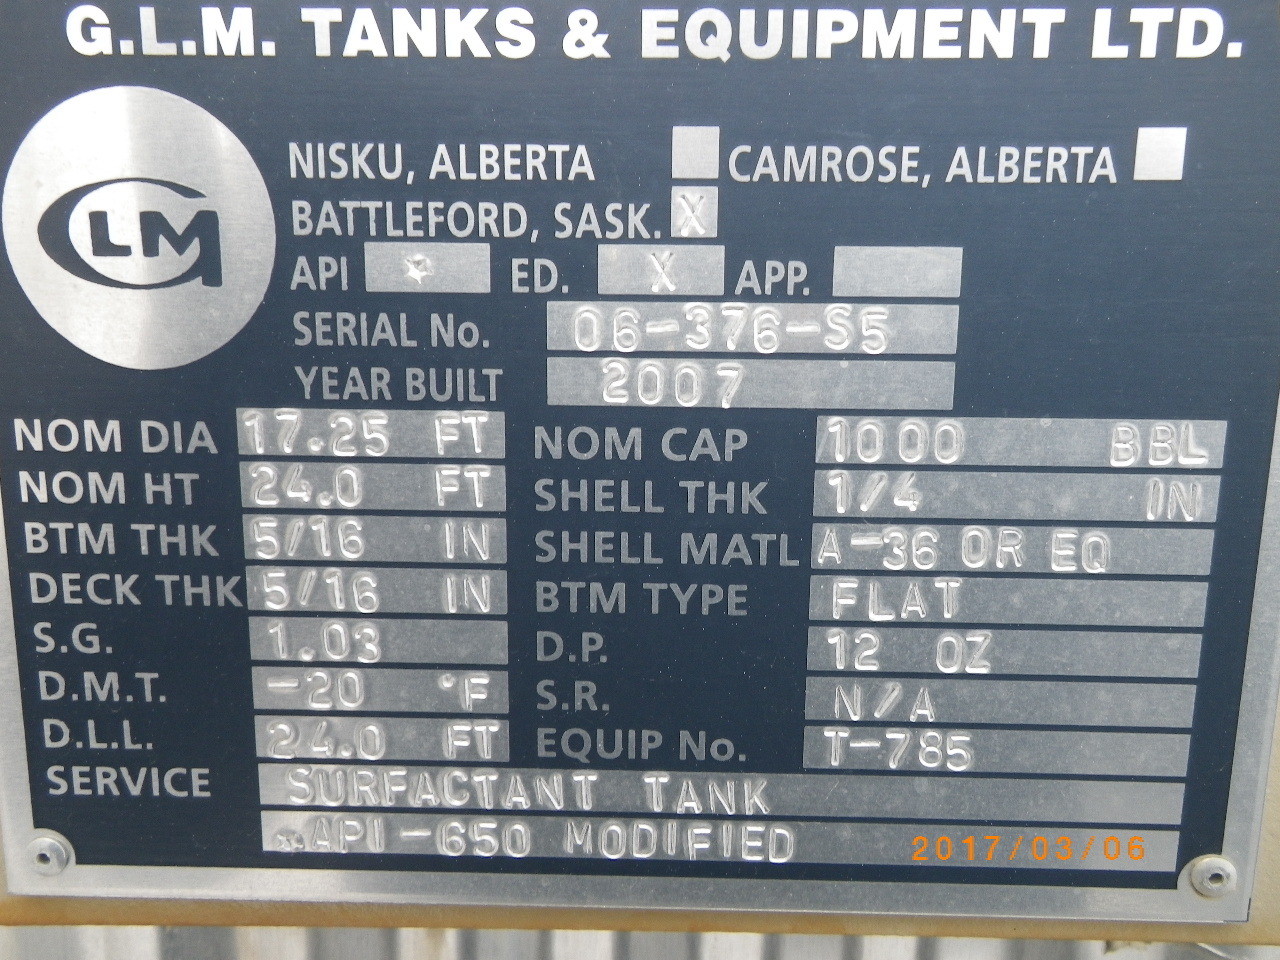 G.L.M. TANKS & EQUIPMENT LTD.
GLM
NISKU, ALBERTA CAMROSE, ALBERTA
BATTLEFORD, SASK. X
API * ED. X APP.
SERIAL No. 06-376-S5
YEAR BUILT 2007
NOM DIA 17.25 FT NOM CAP 1000 BBL
NOM HT 24.0 FT SHELL THK 1/4 IN
BTM THK 5/16 IN SHELL MATL A-36 OR EQ
DECK THK 5/16 IN BTM TYPE FLAT
S.G. 1.03 D.P. 12 OZ
D.M.T. -20 °F S.R. N/A
D.L.L. 24.0 FT EQUIP No. T-785
SERVICE SURFACTANT TANK
API-650 MODIFIED
2017/03/06